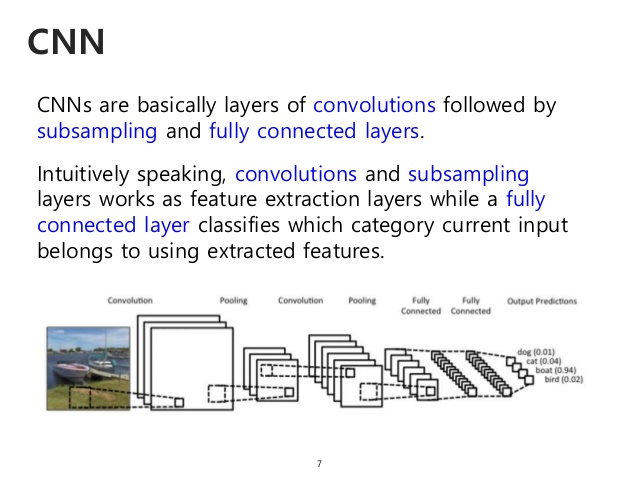 CNN
CNNs are basically layers of convolutions followed by
subsampling and fully connected layers.
Intuitively speaking, convolutions and subsampling
layers works as feature extraction layers while a fully
connected layer classifies which category current input
belongs to using extracted features.
Convolution Pooling Convolution Pooling Fully Connected Fully Connected Output Predictions
dog (0.01)
cat (0.04)
boat (0.94)
bird (0.02)
7